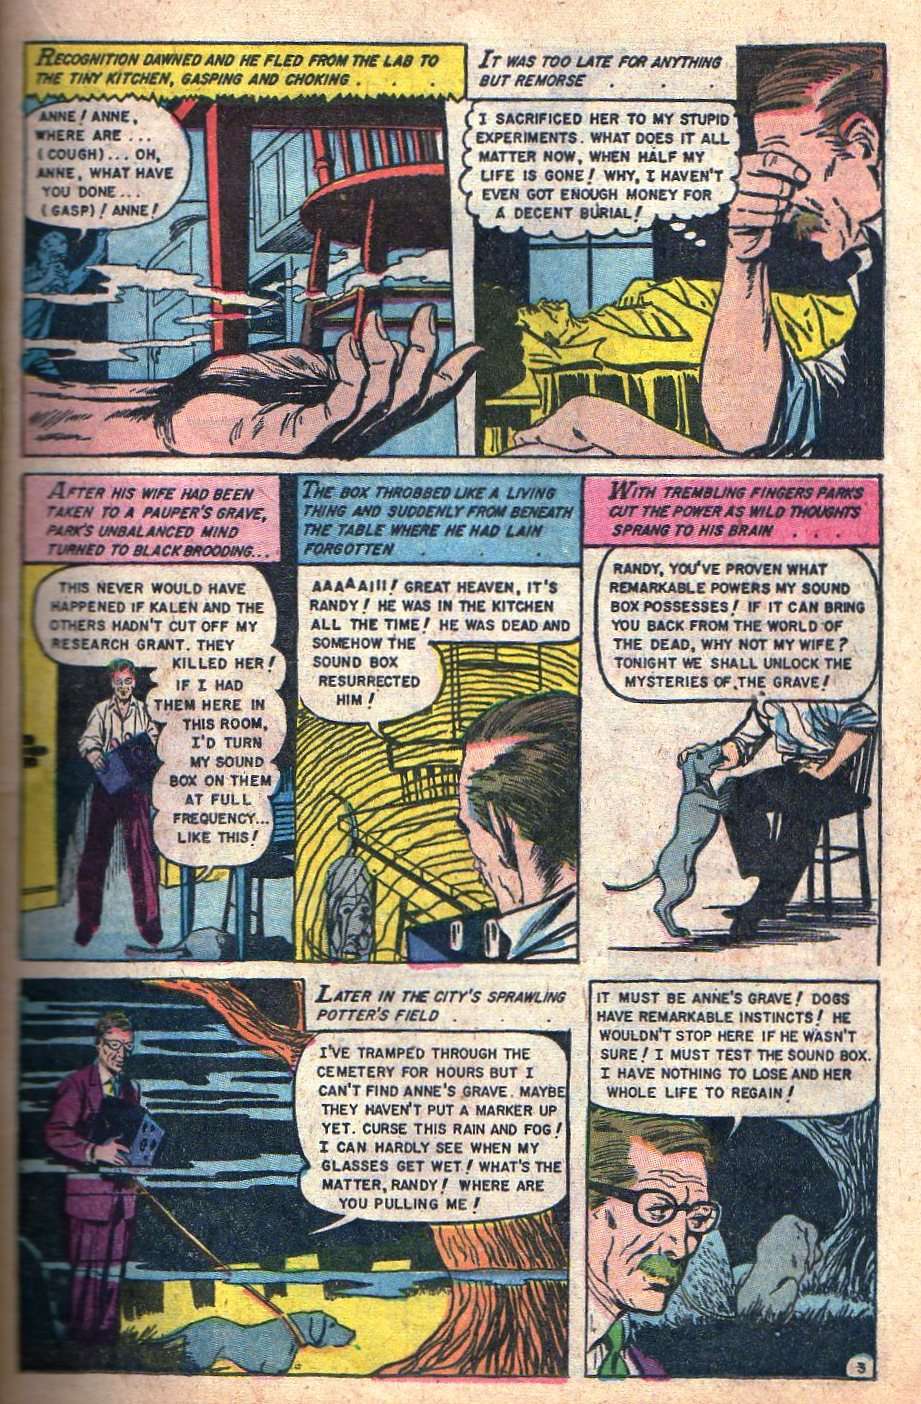 RECOGNITION DAWNED AND HE FLED FROM THE LAB TO
THE TINY KITCHEN, GASPING AND CHOKING . . . .
ANNE! ANNE,
WHERE ARE ...
(COUGH)... OH,
ANNE, WHAT HAVE
YOU DONE...
(GASP)! ANNE!
IT WAS TOO LATE FOR ANYTHING
BUT REMORSE . . . .
I SACRIFICED HER TO MY STUPID
EXPERIMENTS. WHAT DOES IT ALL
MATTER NOW, WHEN HALF MY
LIFE IS GONE! WHY, I HAVEN'T
EVEN GOT ENOUGH MONEY FOR
A DECENT BURIAL!
AFTER HIS WIFE HAD BEEN
TAKEN TO A PAUPER'S GRAVE,
PARK'S UNBALANCED MIND
TURNED TO BLACK BROODING...
THIS NEVER WOULD HAVE
HAPPENED IF KALEN AND THE
OTHERS HADN'T CUT OFF MY
RESEARCH GRANT. THEY
KILLED HER!
IF I HAD
THEM HERE IN
THIS ROOM,
I'D TURN
MY SOUND
BOX ON THEM
AT FULL
FREQUENCY...
LIKE THIS!
THE BOX THROBBED LIKE A LIVING
THING AND SUDDENLY FROM BENEATH
THE TABLE WHERE HE HAD LAIN
FORGOTTEN . . . .
AAAAAIII! GREAT HEAVEN, IT'S
RANDY! HE WAS IN THE KITCHEN
ALL THE TIME! HE WAS DEAD AND
SOMEHOW THE
SOUND BOX
RESURRECTED
HIM!
WITH TREMBLING FINGERS PARKS
CUT THE POWER AS WILD THOUGHTS
SPRANG TO HIS BRAIN . . . .
RANDY, YOU'VE PROVEN WHAT
REMARKABLE POWERS MY SOUND
BOX POSSESSES! IF IT CAN BRING
YOU BACK FROM THE WORLD OF
THE DEAD, WHY NOT MY WIFE?
TONIGHT WE SHALL UNLOCK THE
MYSTERIES OF THE GRAVE!
LATER IN THE CITY'S SPRAWLING
POTTER'S FIELD . . . .
I'VE TRAMPED THROUGH THE
CEMETERY FOR HOURS BUT I
CAN'T FIND ANNE'S GRAVE. MAYBE
THEY HAVEN'T PUT A MARKER UP
YET. CURSE THIS RAIN AND FOG!
I CAN HARDLY SEE WHEN MY
GLASSES GET WET! WHAT'S THE
MATTER, RANDY! WHERE ARE
YOU PULLING ME!
IT MUST BE ANNE'S GRAVE! DOGS
HAVE REMARKABLE INSTINCTS! HE
WOULDN'T STOP HERE IF HE WASN'T
SURE! I MUST TEST THE SOUND BOX.
I HAVE NOTHING TO LOSE AND HER
WHOLE LIFE TO REGAIN!
3